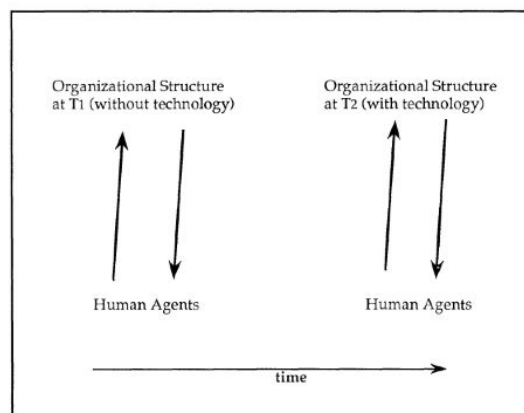 Organizational Structure
at T1 (without technology)
Organizational Structure
at T2 (with technology)
Human Agents
Human Agents
time